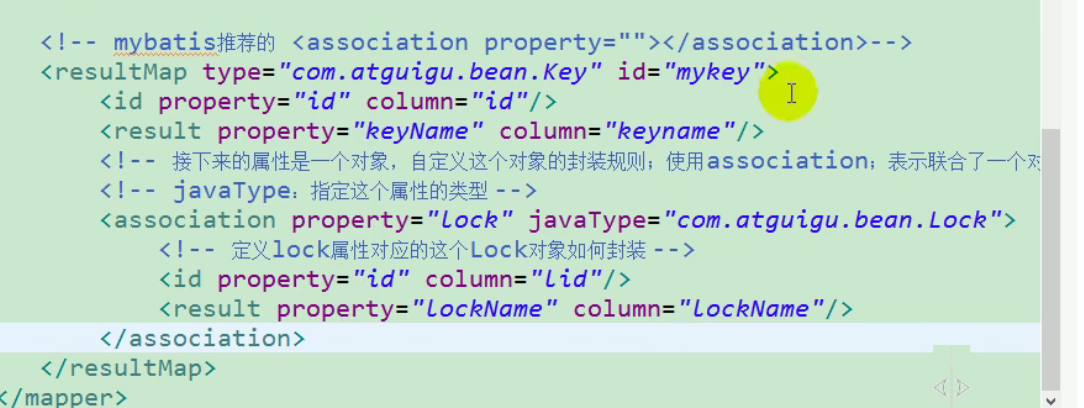 <!-- mybatis推荐的 <association property=""></association>-->
<resultMap type="com.atguigu.bean.Key" id="mykey">
<id property="id" column="id"/>
<result property="keyName" column="keyname"/>
<!-- 接下来的属性是一个对象，自定义这个对象的封装规则；使用association；表示联合了一个对
<!-- javaType：指定这个属性的类型 -->
<association property="lock" javaType="com.atguigu.bean.Lock">
<!-- 定义lock属性对应的这个Lock对象如何封装 -->
<id property="id" column="lid"/>
<result property="lockName" column="lockName"/>
</association>
</resultMap>
</mapper>